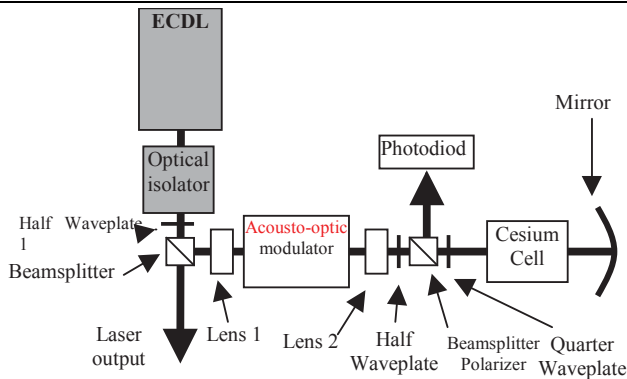 ECDL
Mirror
Optical
isolator
Photodiod
Half Waveplate
1
Acousto-optic
modulator
Cesium
Cell
Beamsplitter
Laser
output
Lens 1
Lens 2
Half
Waveplate
Beamsplitter
Polarizer
Quarter
Waveplate